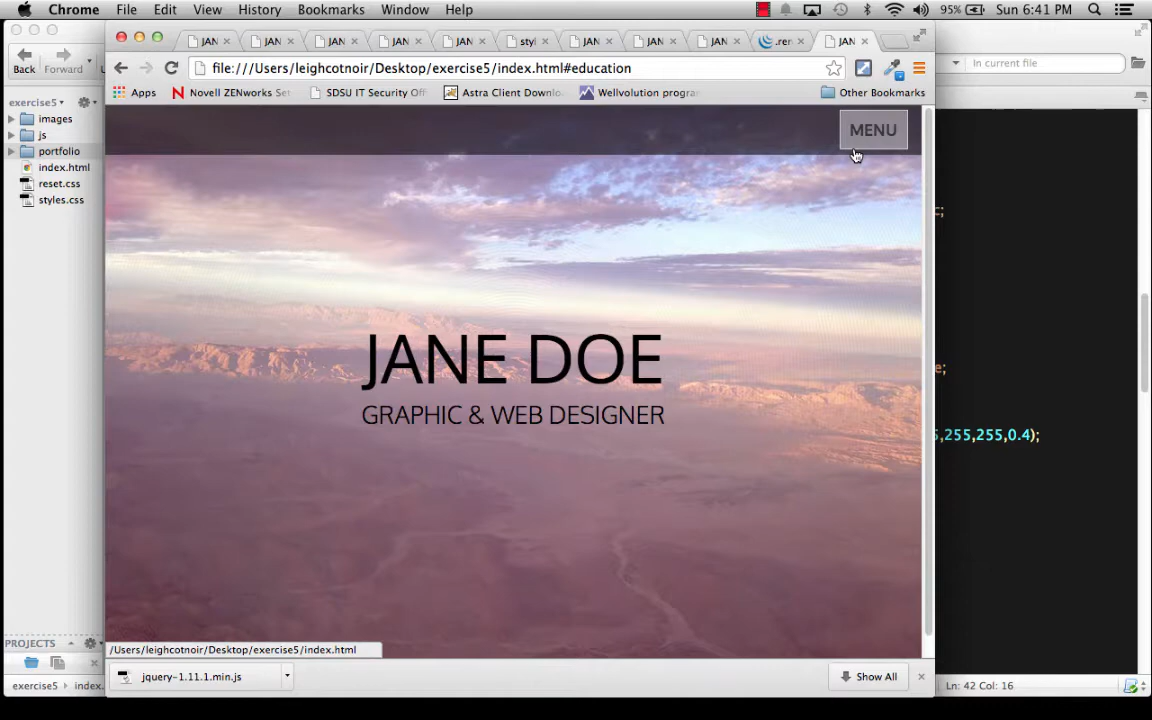 Chrome File Edit View History Bookmarks Window Help 95% Sun 6:41 PM
JAN JAN JAN JAN JAN styl JAN JAN JAN .rer JAN
Back Forward
file:///Users/leighcotnoir/Desktop/exercise5/index.html#education
In current file
Apps Novell ZENworks Set SDSU IT Security Off Astra Client Downlo Wellvolution progra Other Bookmarks
exercise5
images
js
portfolio
index.html
reset.css
styles.css
MENU
c;
JANE DOE
e;
GRAPHIC & WEB DESIGNER
,255,255,0.4);
PROJECTS
/Users/leighcotnoir/Desktop/exercise5/index.html
jquery-1.11.1.min.js Show All
exercise5 index. Ln: 42 Col: 16